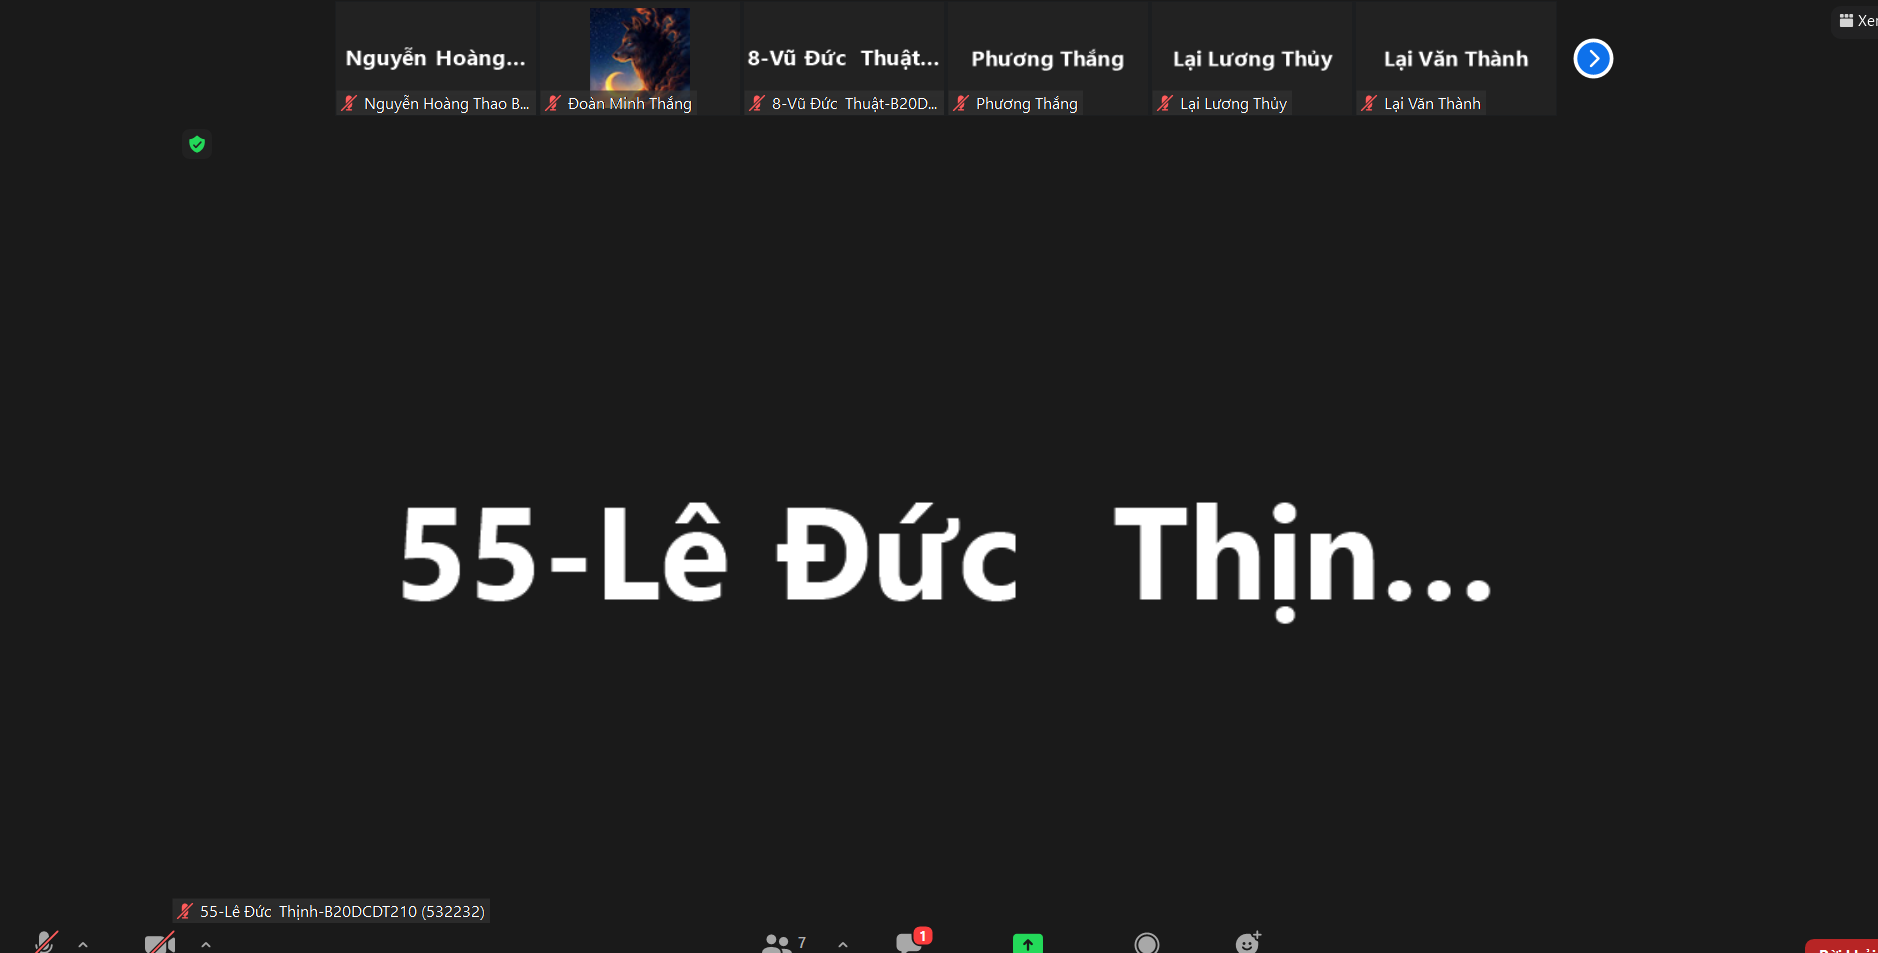 Nguyễn Hoàng...
8-Vũ Đức Thuật...
Phương Thắng
Lại Lương Thủy
Lại Văn Thành
Nguyễn Hoàng Thao B...
Đoàn Minh Thắng
8-Vũ Đức Thuật-B20D...
Phương Thắng
Lại Lương Thủy
Lại Văn Thành
55-Lê Đức Thịn...
55-Lê Đức Thịnh-B20DCDT210 (532232)
7
1